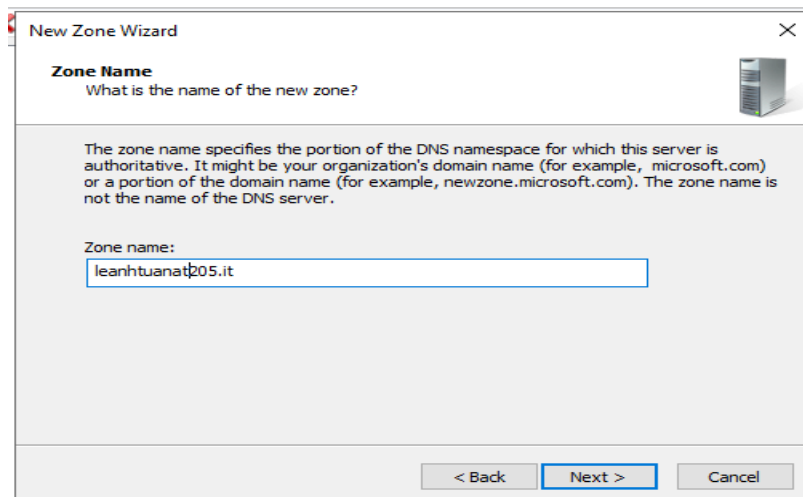 New Zone Wizard
Zone Name
What is the name of the new zone?
The zone name specifies the portion of the DNS namespace for which this server is
authoritative. It might be your organization's domain name (for example, microsoft.com)
or a portion of the domain name (for example, newzone.microsoft.com). The zone name is
not the name of the DNS server.
Zone name:
leanhtuanat205.it
< Back Next > Cancel